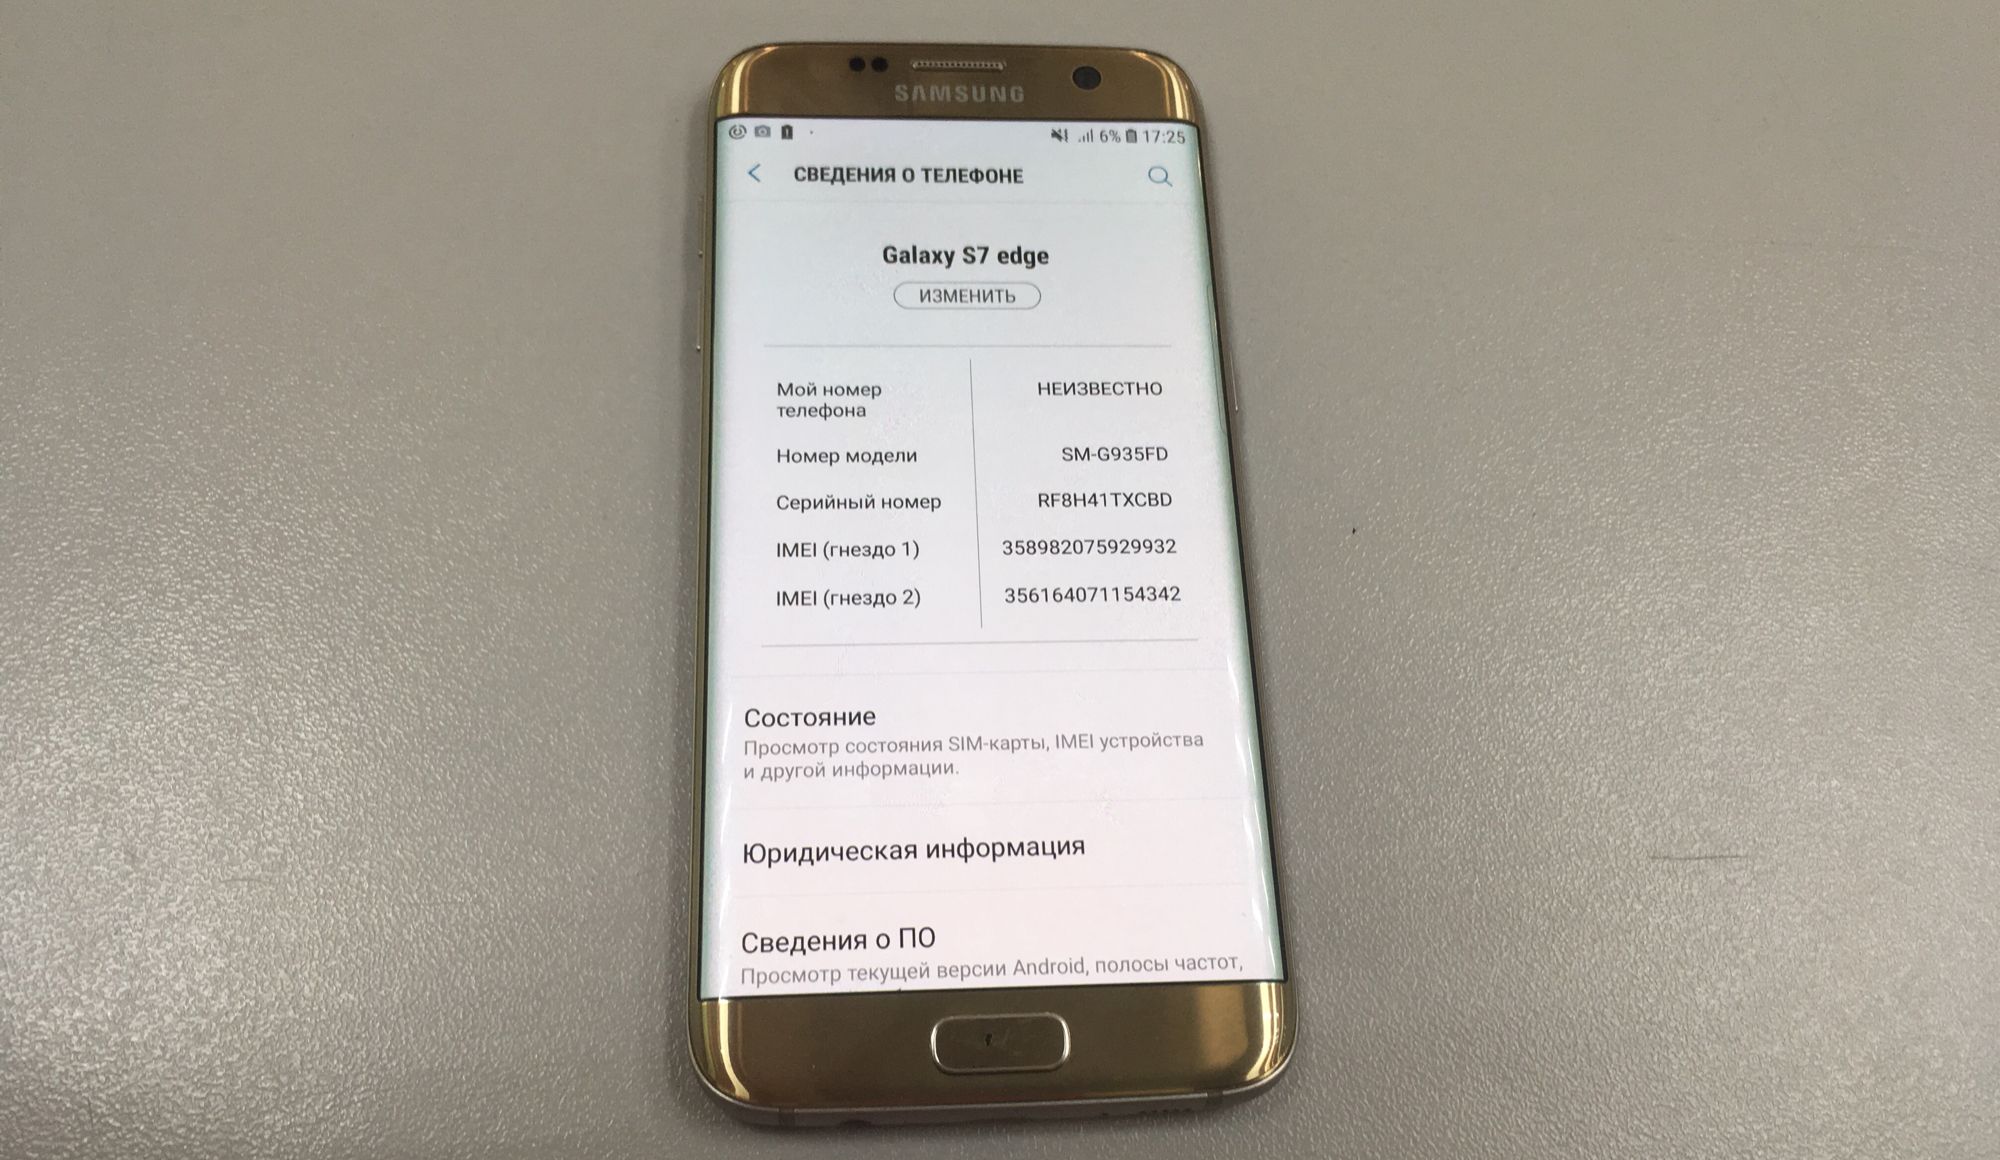 SAMSUNG
6% 17:25
СВЕДЕНИЯ О ТЕЛЕФОНЕ
Galaxy S7 edge
ИЗМЕНИТЬ
Мой номер
телефона
НЕИЗВЕСТНО
Номер модели
SM-G935FD
Серийный номер
RF8H41TXCBD
IMEI (гнездо 1)
358982075929932
IMEI (гнездо 2)
356164071154342
Состояние
Просмотр состояния SIM-карты, IMEI устройства
и другой информации.
Юридическая информация
Сведения о ПО
Просмотр текущей версии Android, полосы частот,